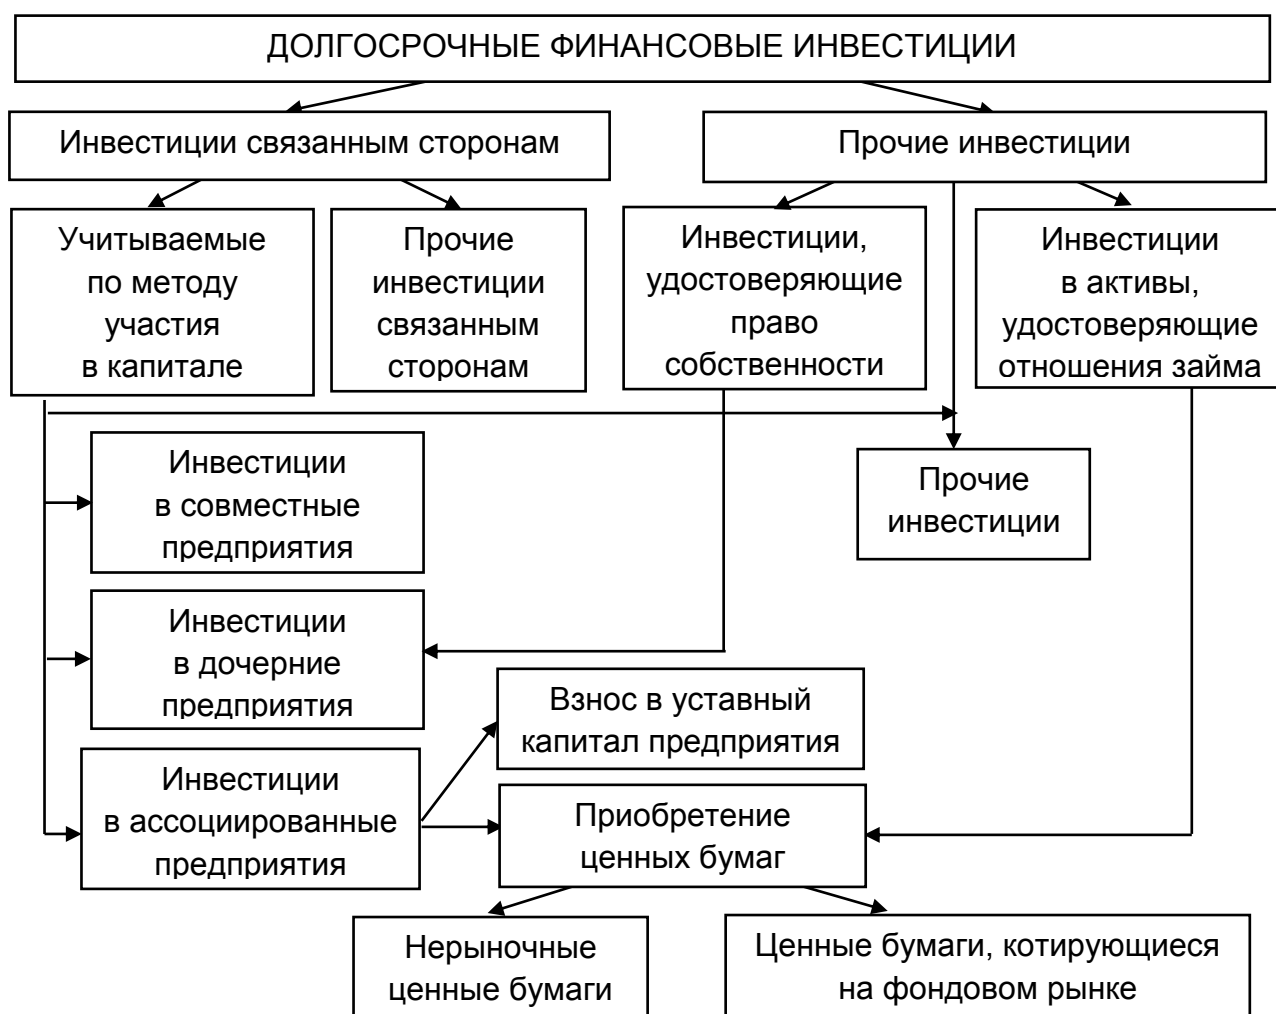 ДОЛГОСРОЧНЫЕ ФИНАНСОВЫЕ ИНВЕСТИЦИИ
Инвестиции связанным сторонам
Прочие инвестиции
Учитываемые
по методу
участия
в капитале
Прочие
инвестиции
связанным
сторонам
Инвестиции,
удостоверяющие
право
собственности
Инвестиции
в активы,
удостоверяющие
отношения займа
Инвестиции
в совместные
предприятия
Прочие
инвестиции
Инвестиции
в дочерние
предприятия
Взнос в уставный
капитал предприятия
Инвестиции
в ассоциированные
предприятия
Приобретение
ценных бумаг
Нерыночные
ценные бумаги
Ценные бумаги, котирующиеся
на фондовом рынке